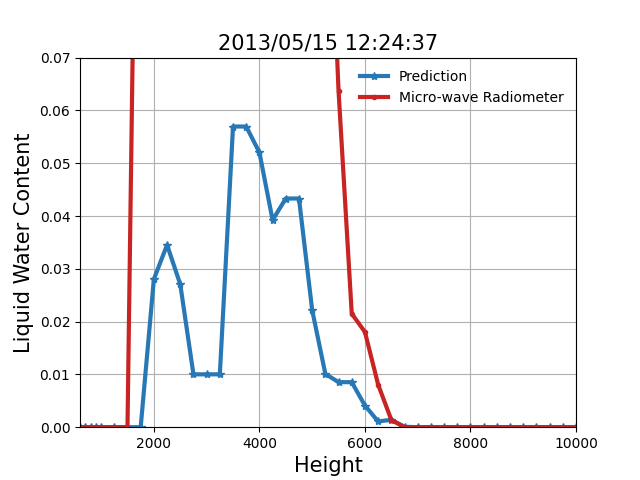 2013/05/15 12:24:37
0.07
0.06
0.05
0.04
0.03
0.02
0.01
0.00
Liquid Water Content
Prediction
Micro-wave Radiometer
2000 4000 6000 8000 10000
Height